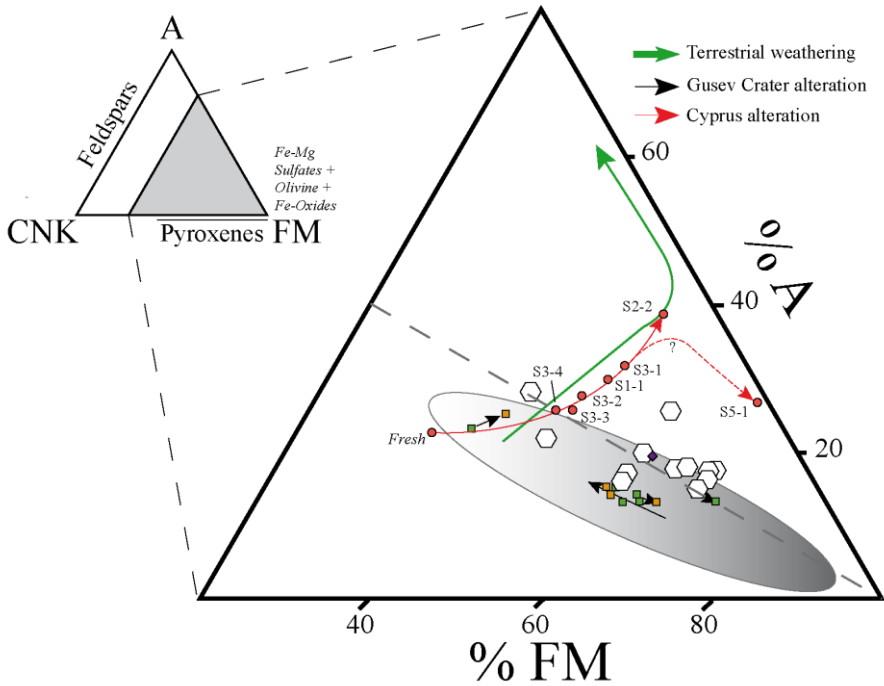 A
Feldspars
Fe-Mg
Sulfates +
Olivine +
Fe-Oxides
CNK
Pyroxenes
FM
Terrestrial weathering
Gusev Crater alteration
Cyprus alteration
60
% A
40
20
S2-2
?
S3-1
S1-1
S3-4
S3-2
S3-3
S5-1
Fresh
40
60
80
% FM